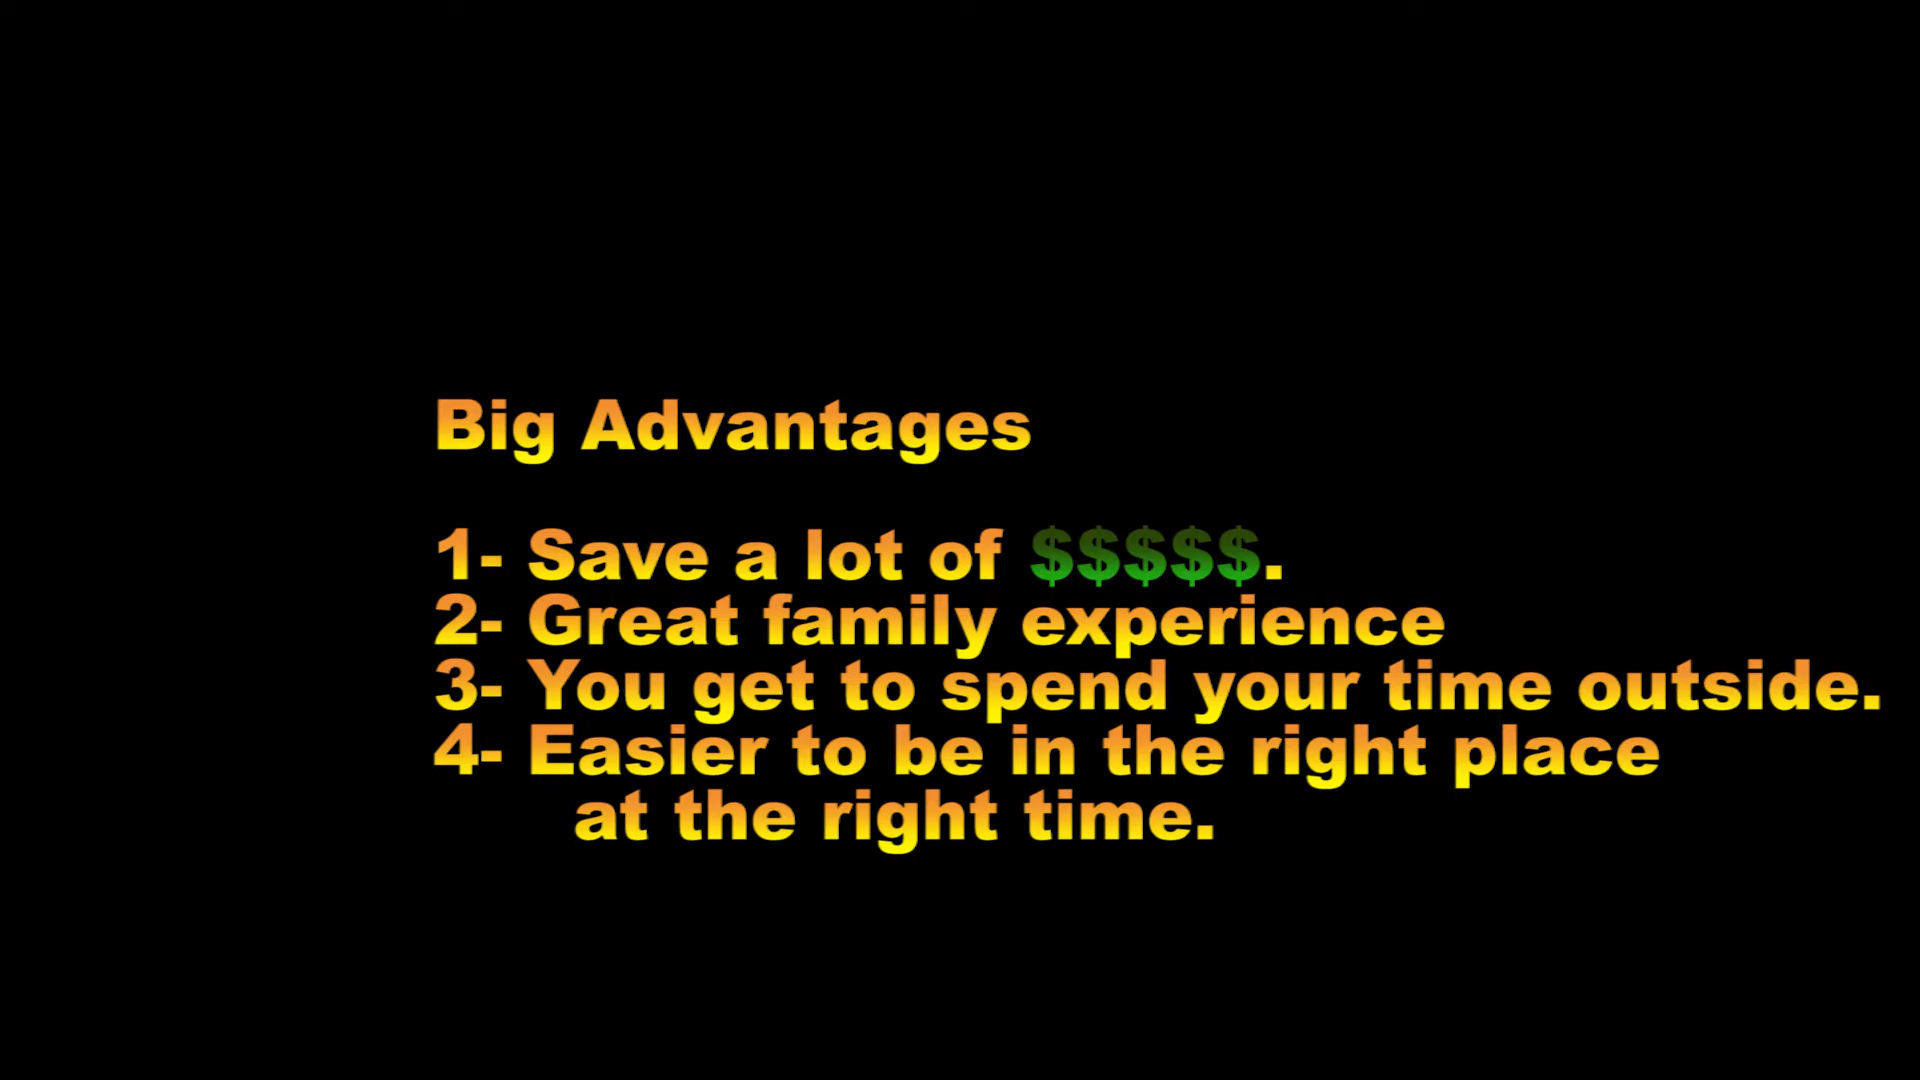 Big Advantages
1- Save a lot of $$$$$.
2- Great family experience
3- You get to spend your time outside.
4- Easier to be in the right place
at the right time.